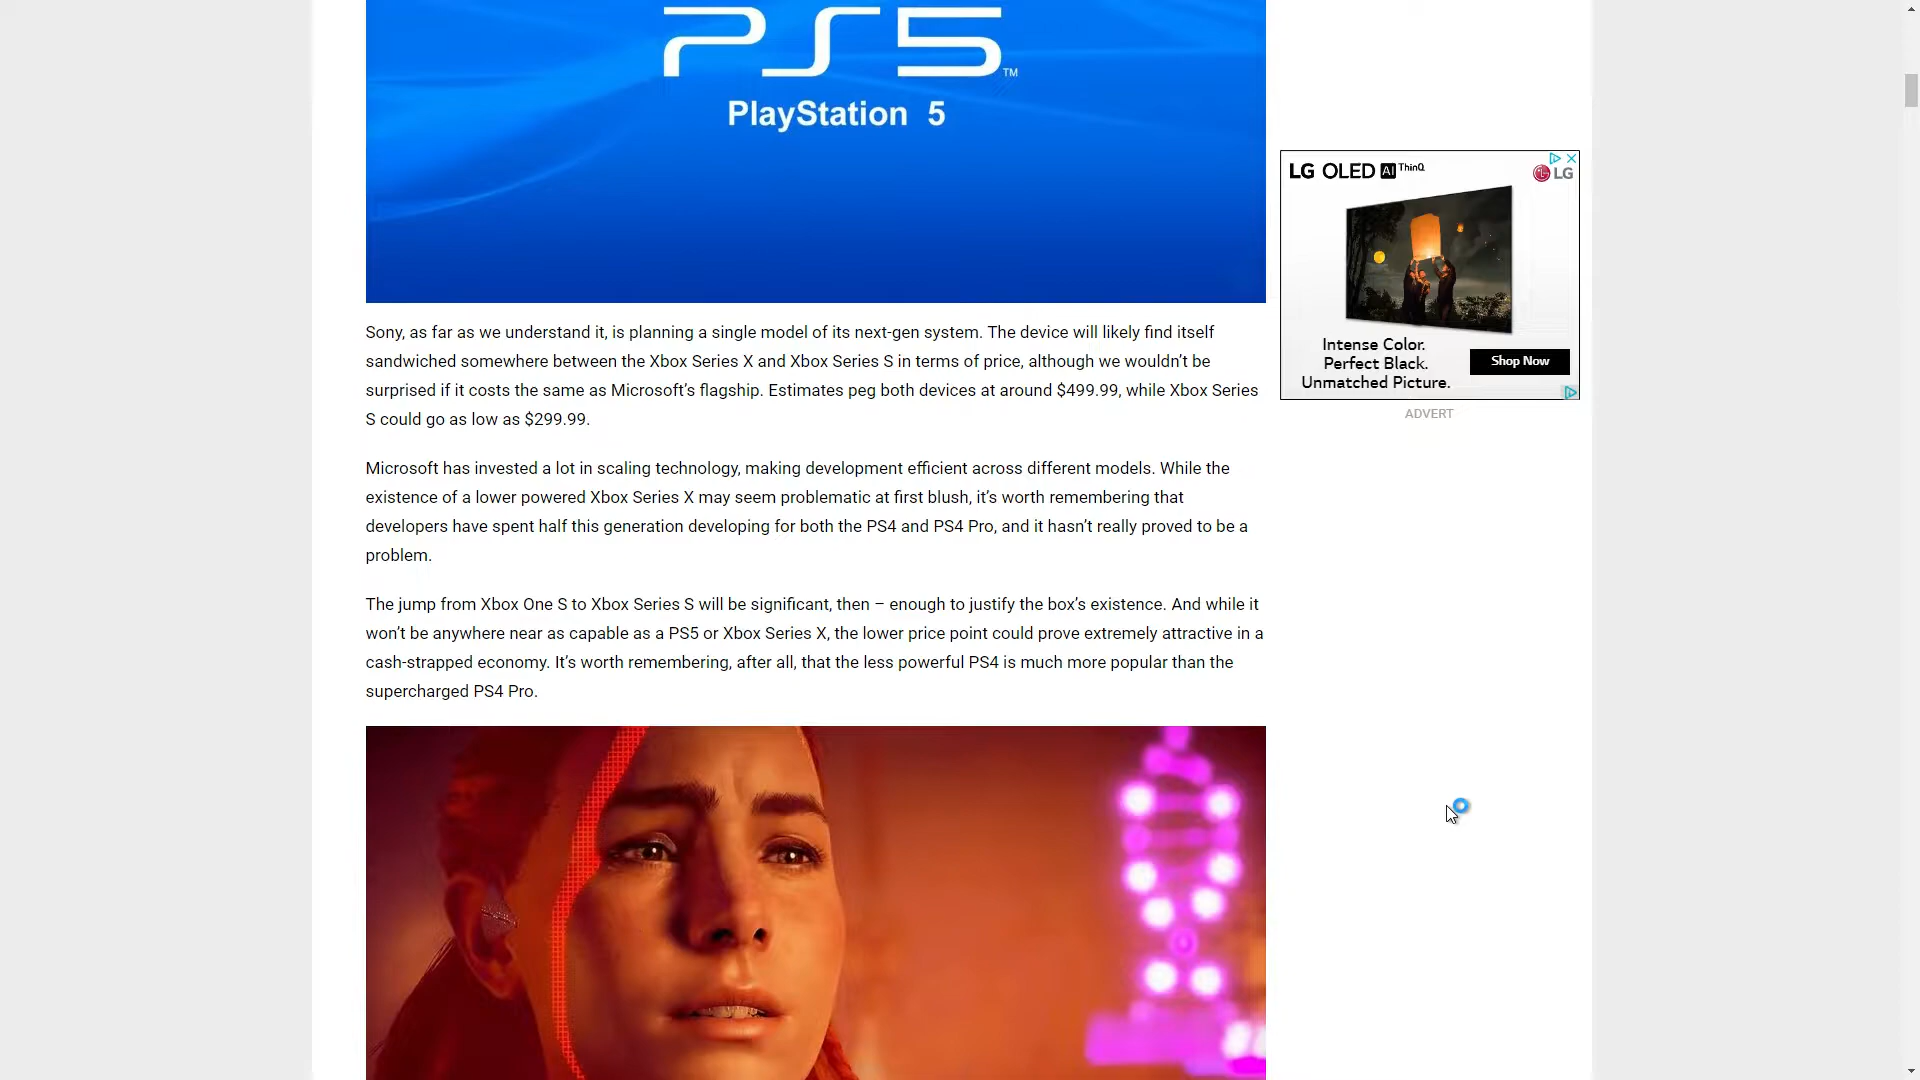 PS5™
PlayStation 5
LG OLED AI ThinQ
LG
Intense Color.
Perfect Black.
Unmatched Picture.
Shop Now
ADVERT
Sony, as far as we understand it, is planning a single model of its next-gen system. The device will likely find itself
sandwiched somewhere between the Xbox Series X and Xbox Series S in terms of price, although we wouldn’t be
surprised if it costs the same as Microsoft’s flagship. Estimates peg both devices at around $499.99, while Xbox Series
S could go as low as $299.99.
Microsoft has invested a lot in scaling technology, making development efficient across different models. While the
existence of a lower powered Xbox Series X may seem problematic at first blush, it’s worth remembering that
developers have spent half this generation developing for both the PS4 and PS4 Pro, and it hasn’t really proved to be a
problem.
The jump from Xbox One S to Xbox Series S will be significant, then – enough to justify the box’s existence. And while it
won’t be anywhere near as capable as a PS5 or Xbox Series X, the lower price point could prove extremely attractive in a
cash-strapped economy. It’s worth remembering, after all, that the less powerful PS4 is much more popular than the
supercharged PS4 Pro.